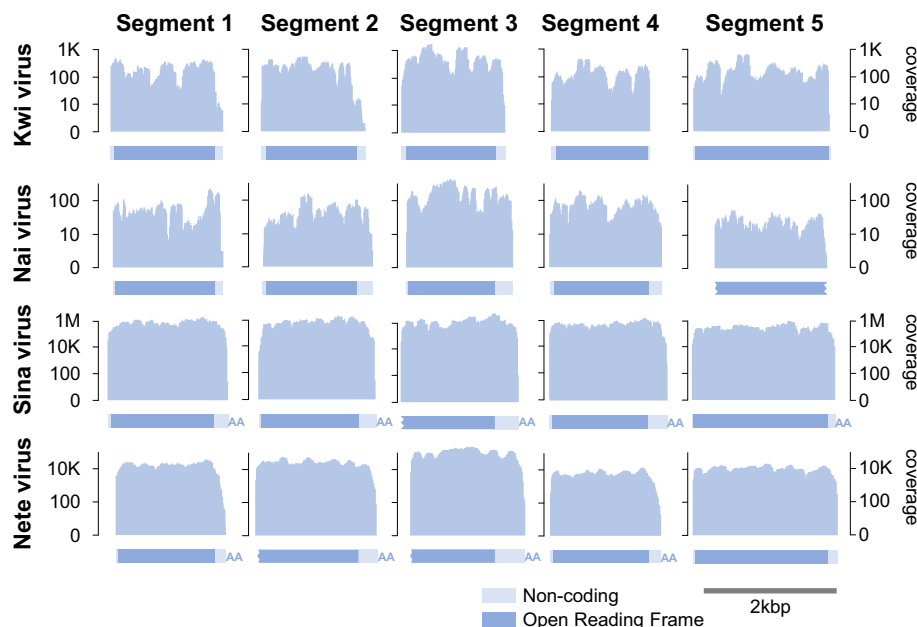 Segment 1 Segment 2 Segment 3 Segment 4 Segment 5
Kwi virus
1K
100
10
0
1K
100
10
0
coverage
Nai virus
100
10
0
100
10
0
coverage
Sina virus
1M
10K
100
0
1M
10K
100
0
coverage
AA AA AA AA AA
Nete virus
10K
100
0
10K
100
0
coverage
AA AA AA
Non-coding
Open Reading Frame
2kbp